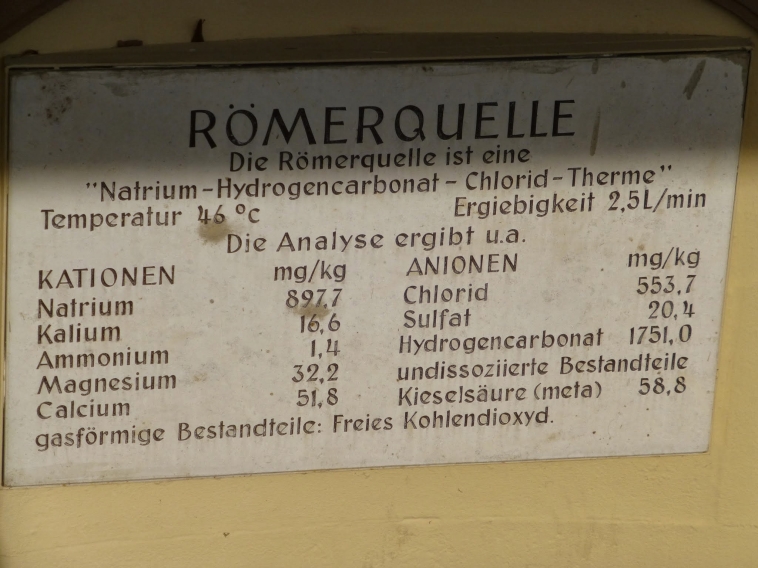 RÖMERQUELLE
Die Römerquelle ist eine
"Natrium-Hydrogencarbonat-Chlorid-Therme"
Temperatur 46 °C Ergiebigkeit 2,5L/min
Die Analyse ergibt u.a.
KATIONEN mg/kg ANIONEN mg/kg
Natrium 897,7 Chlorid 553,7
Kalium 16,6 Sulfat 20,4
Ammonium 1,4 Hydrogencarbonat 1751,0
Magnesium 32,2 undissoziierte Bestandteile
Calcium 51,8 Kieselsäure (meta) 58,8
gasförmige Bestandteile: Freies Kohlendioxyd.